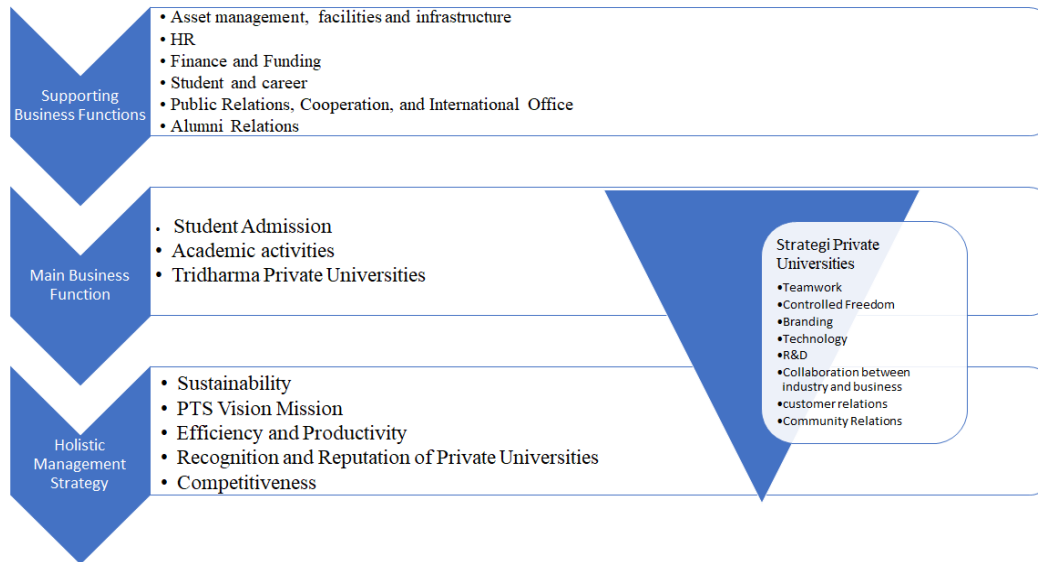 Supporting
Business Functions
• Asset management, facilities and infrastructure
• HR
• Finance and Funding
• Student and career
• Public Relations, Cooperation, and International Office
• Alumni Relations
Main Business
Function
• Student Admission
• Academic activities
• Tridharma Private Universities
Holistic
Management
Strategy
• Sustainability
• PTS Vision Mission
• Efficiency and Productivity
• Recognition and Reputation of Private Universities
• Competitiveness
Strategi Private
Universities
•Teamwork
•Controlled Freedom
•Branding
•Technology
•R&D
•Collaboration between
industry and business
•customer relations
•Community Relations